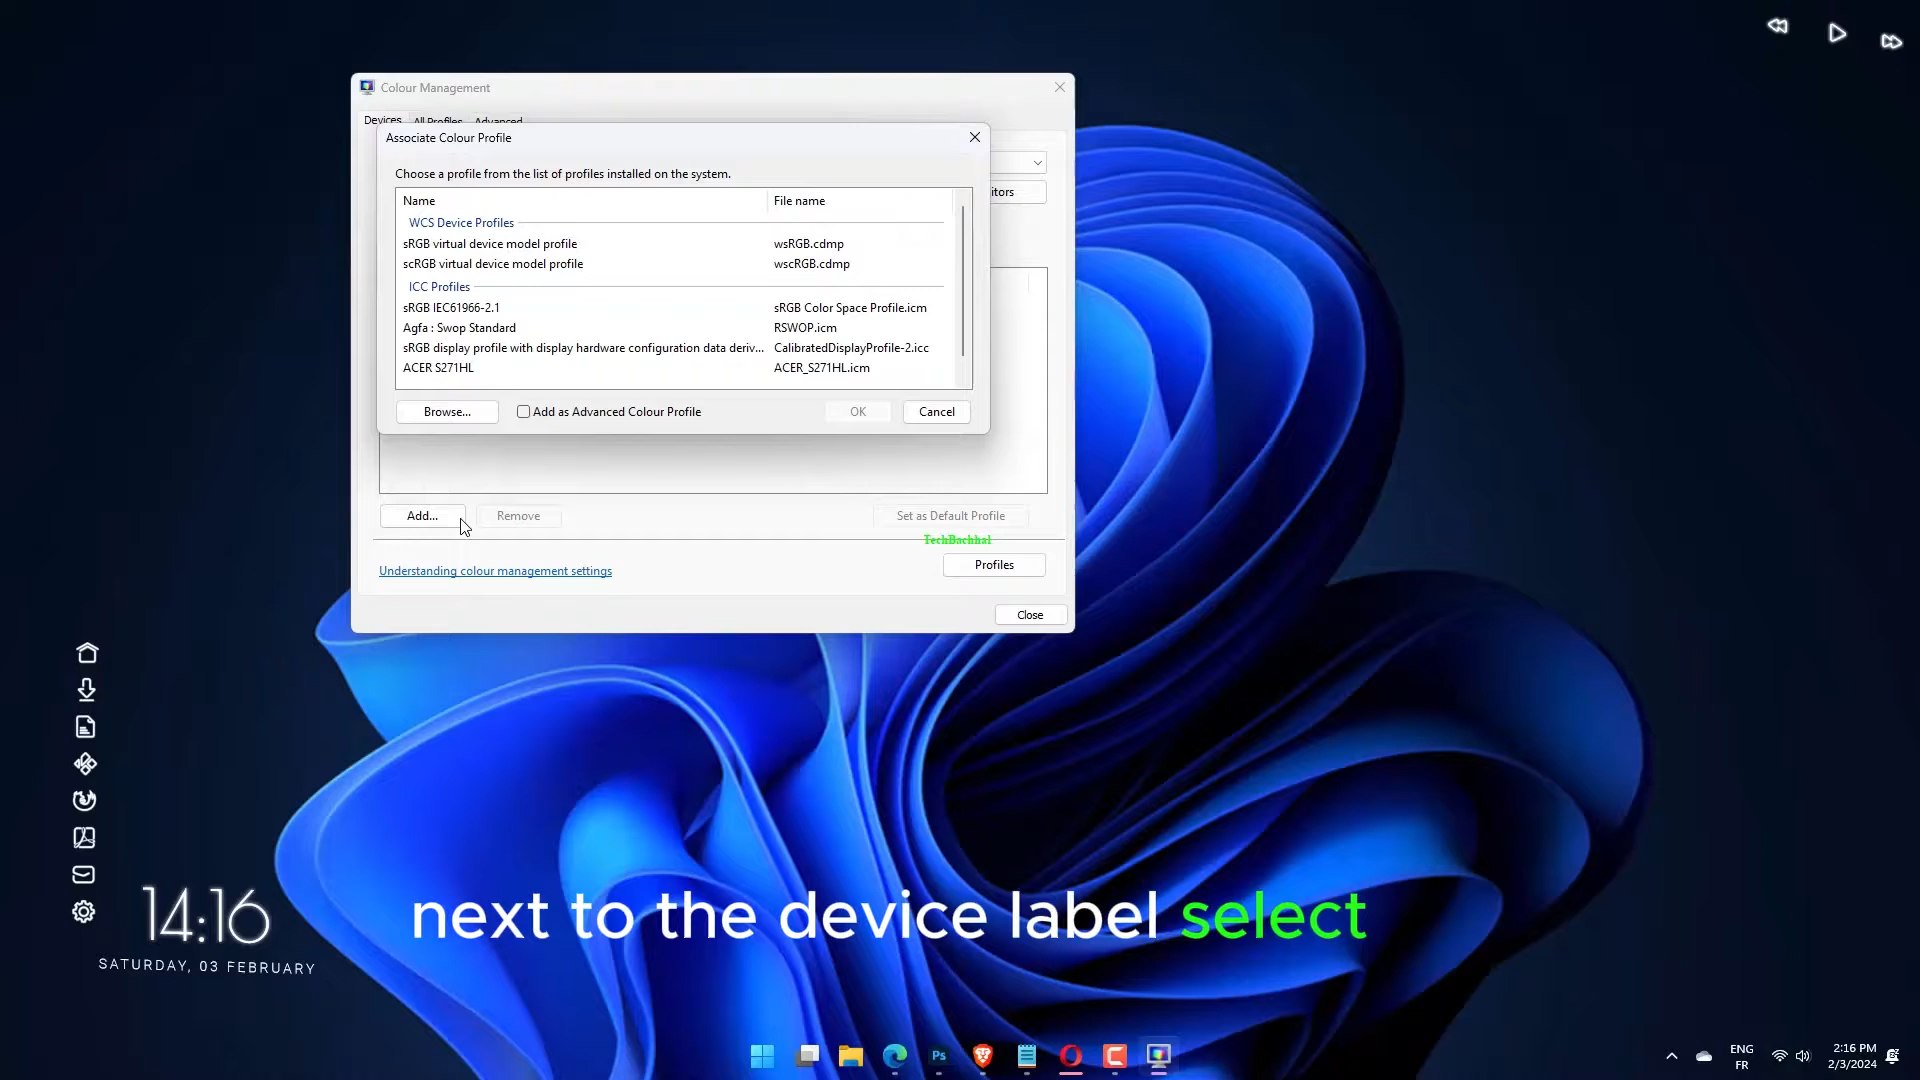 Colour Management
Devices All Profiles Advanced
Associate Colour Profile
Choose a profile from the list of profiles installed on the system.
Name File name
WCS Device Profiles
sRGB virtual device model profile wsRGB.cdmp
scRGB virtual device model profile wscRGB.cdmp
ICC Profiles
sRGB IEC61966-2.1 sRGB Color Space Profile.icm
Agfa : Swop Standard RSWOP.icm
sRGB display profile with display hardware configuration data deriv... CalibratedDisplayProfile-2.icc
ACER S271HL ACER_S271HL.icm
Browse... Add as Advanced Colour Profile OK Cancel
itors
Add... Remove Set as Default Profile
TechBachhal
Understanding colour management settings Profiles
Close
next to the device label select
14:16
SATURDAY, 03 FEBRUARY
Ps
ENG
FR
2:16 PM
2/3/2024